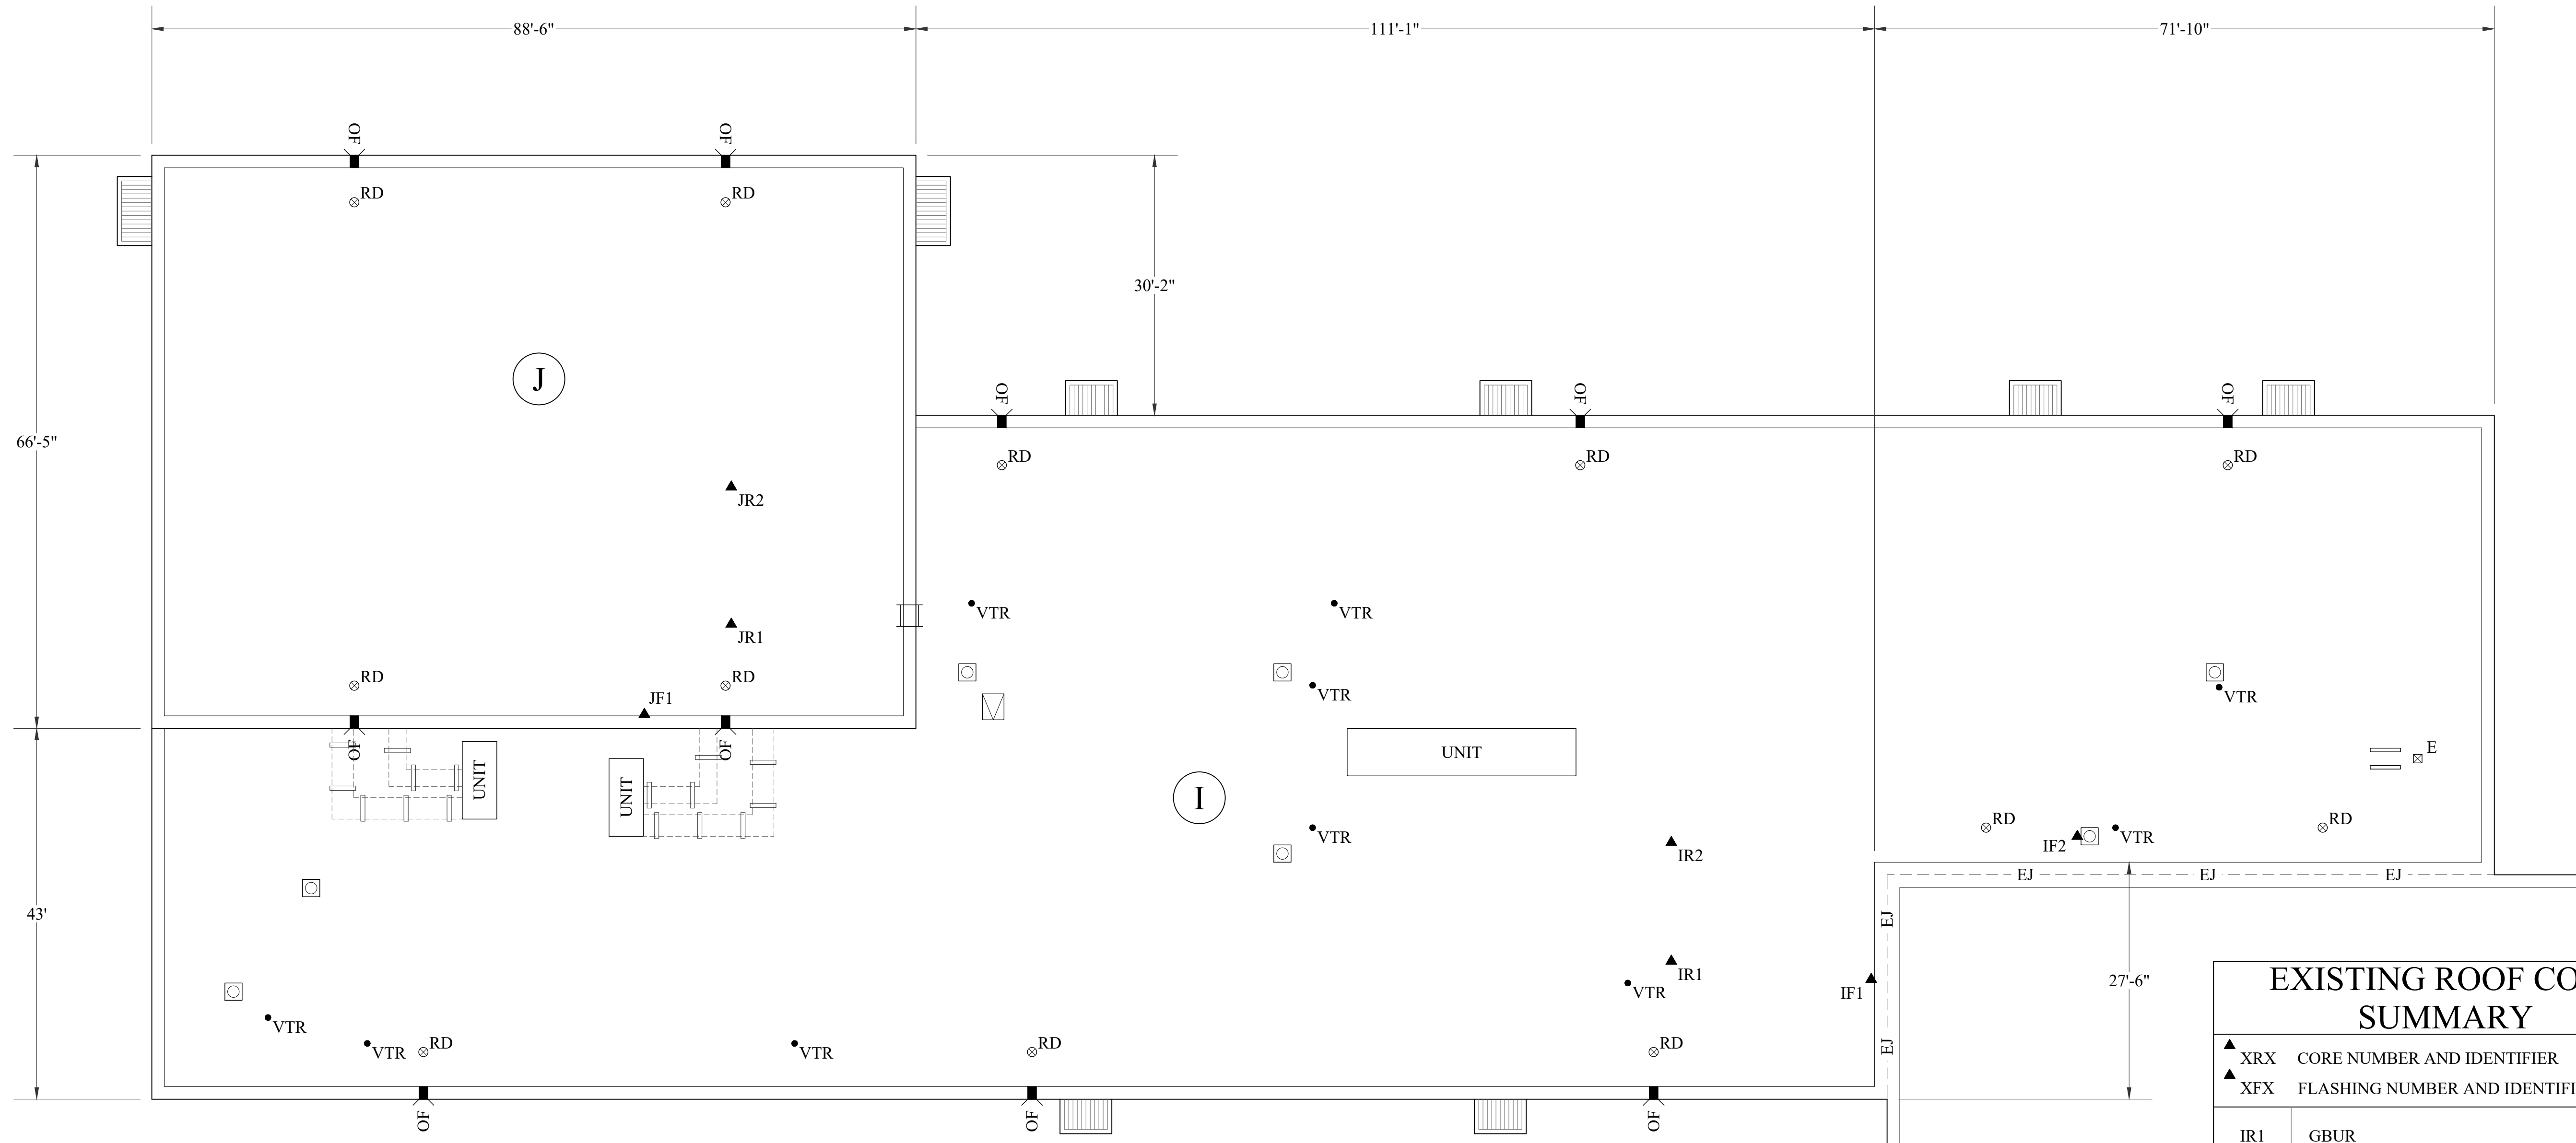 88'-6" 111'-1" 71'-10"
OF OF
RD RD
30'-2"
J
OF OF OF
66'-5"
RD RD RD
JR2
VTR VTR
JR1
RD RD
JF1
VTR VTR
OF OF
UNIT UNIT UNIT
E
I
RD RD
VTR IF2 VTR
IR2
EJ EJ EJ
43'
EJ
IR1
27'-6"
VTR IF1
EXISTING ROOF CO
SUMMARY
VTR
VTR RD VTR RD RD
EJ
XRX CORE NUMBER AND IDENTIFIER
XFX FLASHING NUMBER AND IDENTIFI
OF OF OF
IR1 GBUR